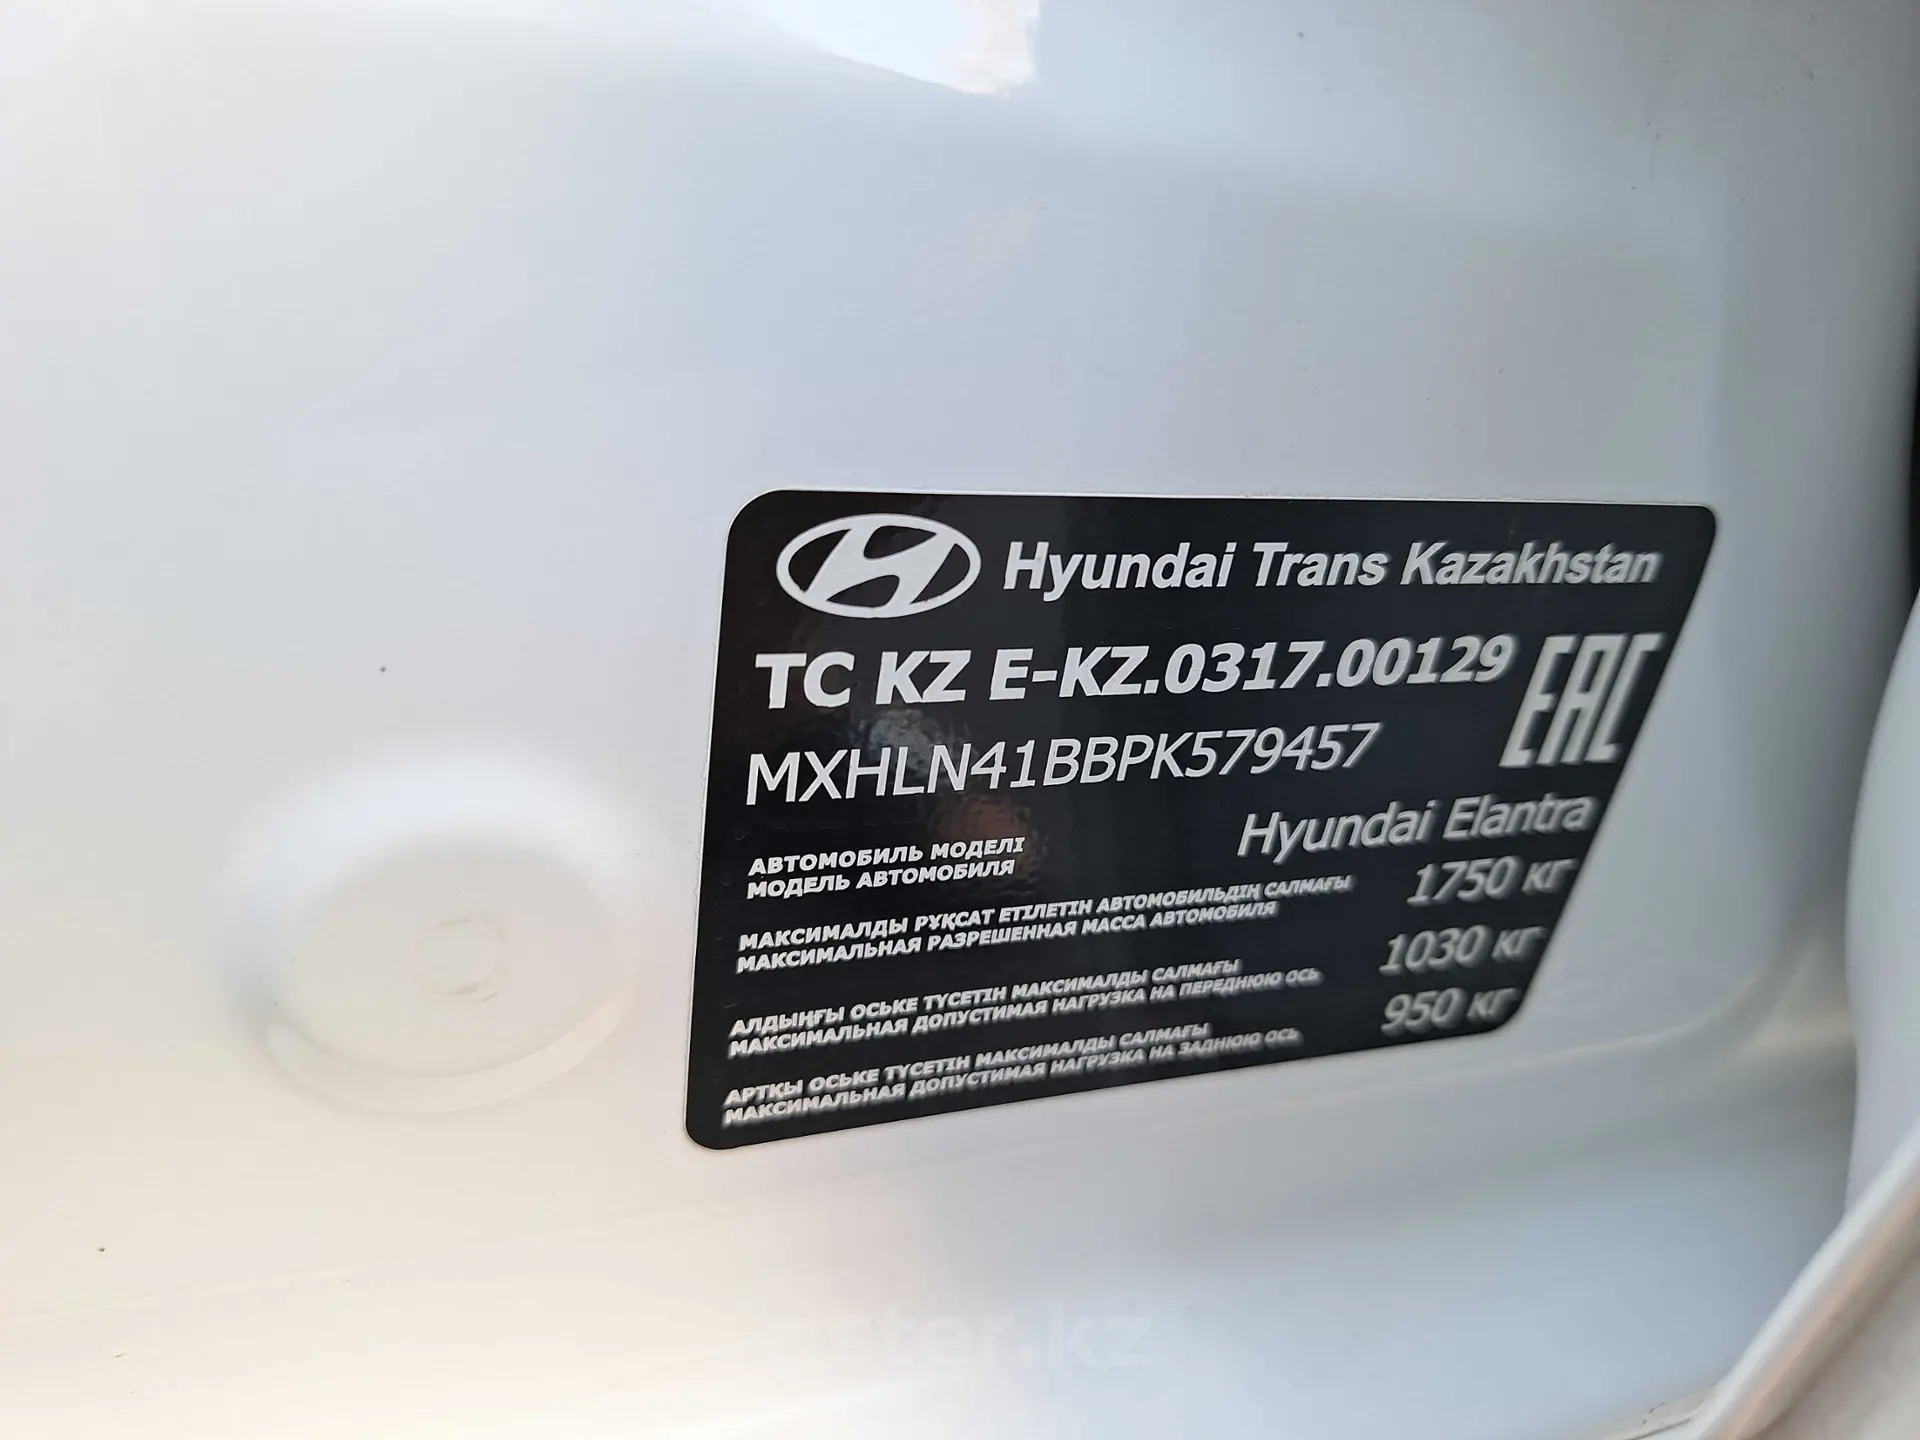 Hyundai Trans Kazakhstan
TC KZ E-KZ.0317.00129
EAC
MXHLN41BBPK579457
АВТОМОБИЛЬ МОДЕЛІ
МОДЕЛЬ АВТОМОБИЛЯ
Hyundai Elantra
МАКСИМАЛДЫ РҰҚСАТ ЕТІЛЕТІН АВТОМОБИЛЬДІҢ САЛМАҒЫ
МАКСИМАЛЬНАЯ РАЗРЕШЕННАЯ МАССА АВТОМОБИЛЯ
1750 кг
АЛДЫҢҒЫ ОСЬКЕ ТҮСЕТІН МАКСИМАЛДЫ САЛМАҒЫ
МАКСИМАЛЬНАЯ ДОПУСТИМАЯ НАГРУЗКА НА ПЕРЕДНЮЮ ОСЬ
1030 кг
АРТҚЫ ОСЬКЕ ТҮСЕТІН МАКСИМАЛДЫ САЛМАҒЫ
МАКСИМАЛЬНАЯ ДОПУСТИМАЯ НАГРУЗКА НА ЗАДНЮЮ ОСЬ
950 кг
aster.kz